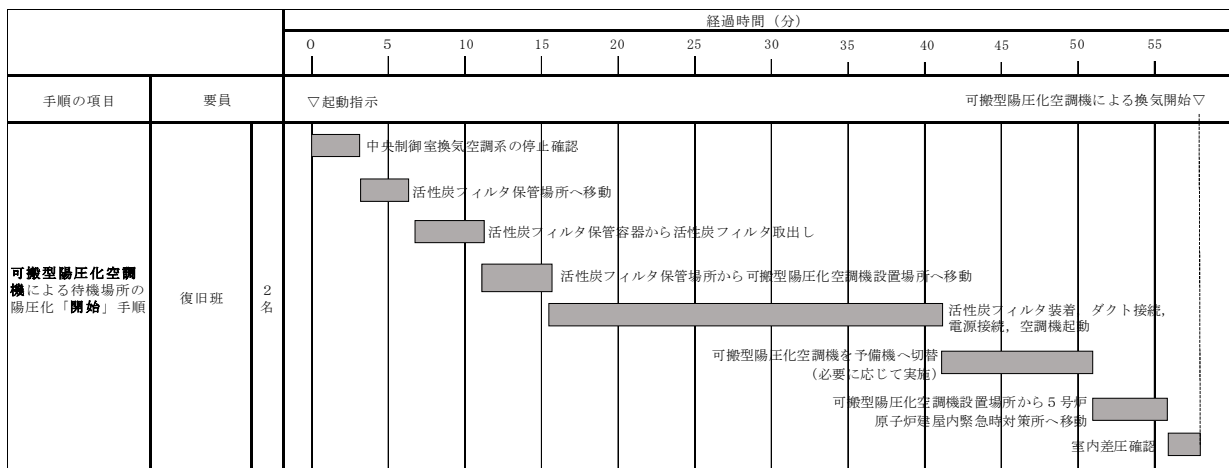 経過時間（分）
0 5 10 15 20 25 30 35 40 45 50 55
手順の項目 要員 ▽起動指示 可搬型陽圧化空調機による換気開始▽
中央制御室換気空調系の停止確認
活性炭フィルタ保管場所へ移動
活性炭フィルタ保管容器から活性炭フィルタ取出し
活性炭フィルタ保管場所から可搬型陽圧化空調機設置場所へ移動
可搬型陽圧化空調
機による待機場所の
陽圧化「開始」手順
復旧班
2
名
活性炭フィルタ装着，ダクト接続，
電源接続，空調機起動
可搬型陽圧化空調機を予備機へ切替
（必要に応じて実施）
可搬型陽圧化空調機設置場所から５号炉
原子炉建屋内緊急時対策所へ移動
室内差圧確認